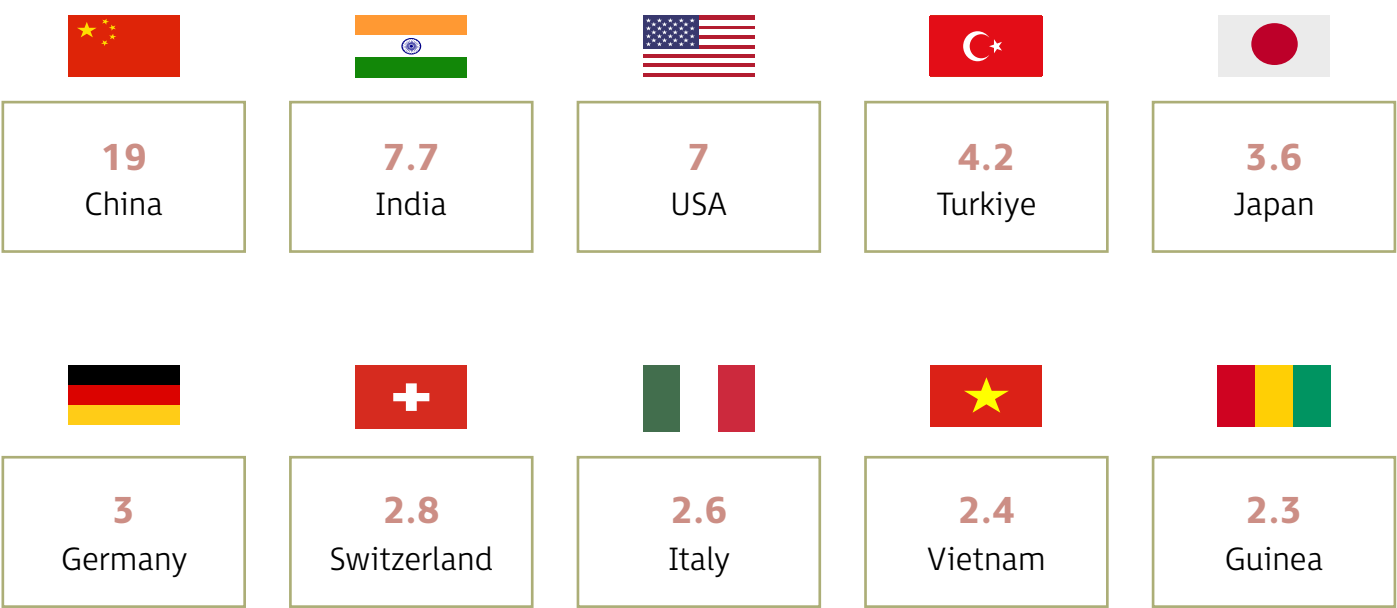 19
China
7.7
India
7
USA
4.2
Turkiye
3.6
Japan
3
Germany
2.8
Switzerland
2.6
Italy
2.4
Vietnam
2.3
Guinea